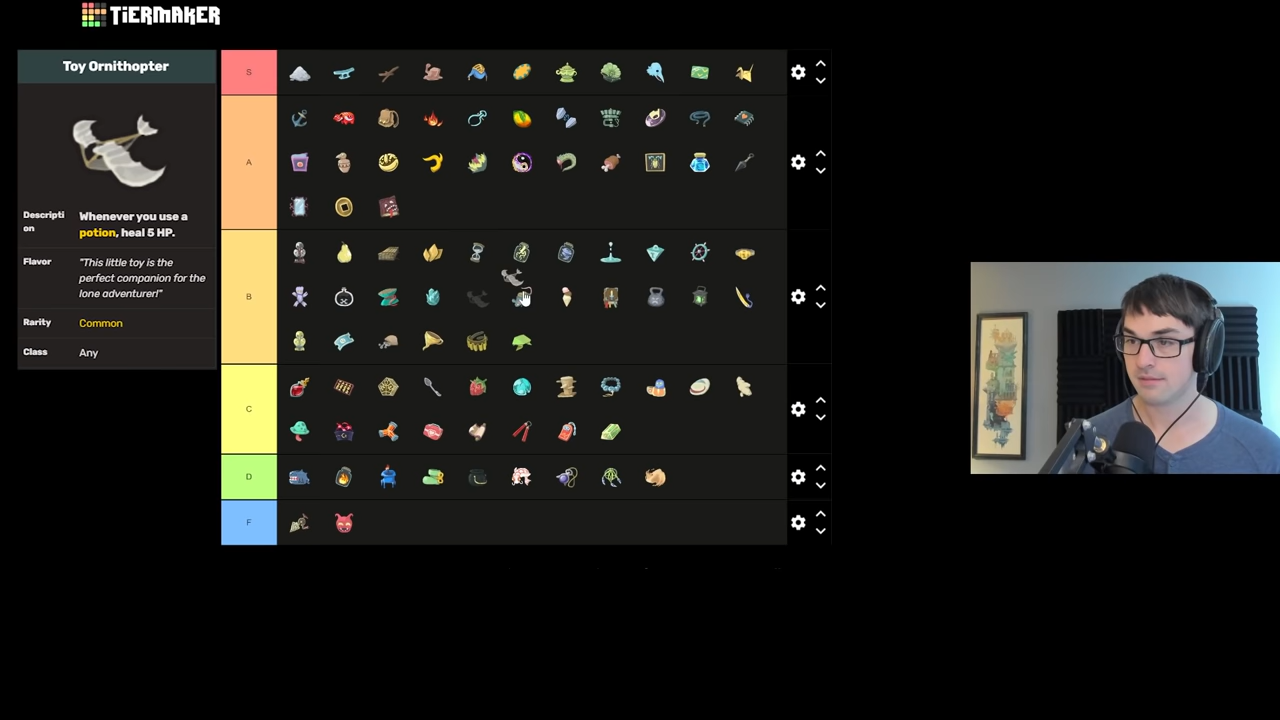 TiERMAKER
Toy Ornithopter
Descripti
on
Whenever you use a
potion, heal 5 HP.
Flavor
"This little toy is the
perfect companion for the
lone adventurer!"
Rarity
Common
Class
Any
S
A
B
C
D
F